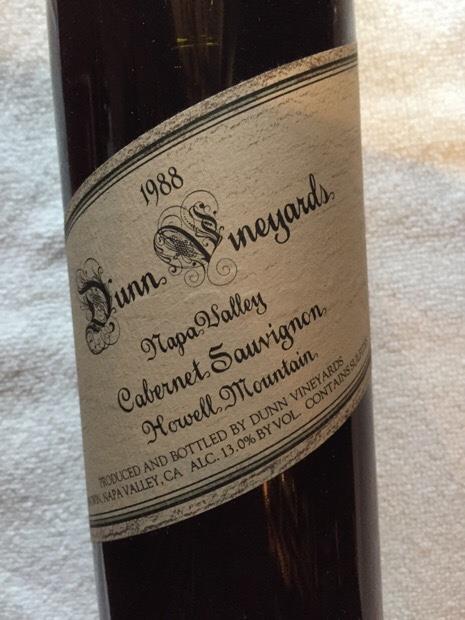 1988
Dunn Vineyards
Napa Valley
Cabernet Sauvignon
Howell Mountain
PRODUCED AND BOTTLED BY DUNN VINEYARDS
NAPA VALLEY, CA ALC. 13.0% BY VOL. CONTAINS